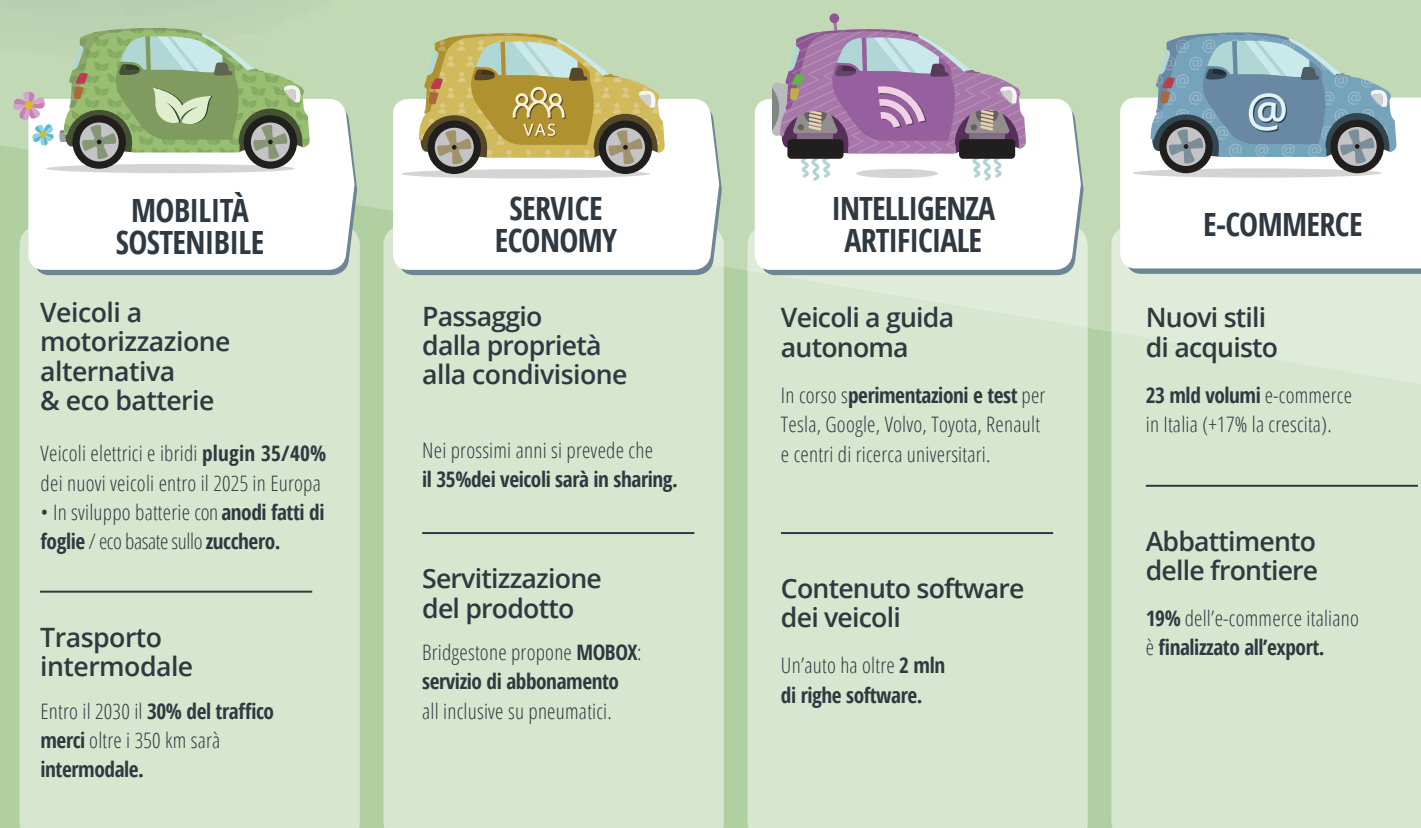 VAS
@
MOBILITÀ
SOSTENIBILE
Veicoli a
motorizzazione
alternativa
& eco batterie
Veicoli elettrici e ibridi plugin 35/40%
dei nuovi veicoli entro il 2025 in Europa
• In sviluppo batterie con anodi fatti di
foglie / eco basate sullo zucchero.
Trasporto
intermodale
Entro il 2030 il 30% del traffico
merci oltre i 350 km sarà
intermodale.
SERVICE
ECONOMY
Passaggio
dalla proprietà
alla condivisione
Nei prossimi anni si prevede che
il 35%dei veicoli sarà in sharing.
Servitizzazione
del prodotto
Bridgestone propone MOBOX:
servizio di abbonamento
all inclusive su pneumatici.
INTELLIGENZA
ARTIFICIALE
Veicoli a guida
autonoma
In corso sperimentazioni e test per
Tesla, Google, Volvo, Toyota, Renault
e centri di ricerca universitari.
Contenuto software
dei veicoli
Un’auto ha oltre 2 mln
di righe software.
E-COMMERCE
Nuovi stili
di acquisto
23 mld volumi e-commerce
in Italia (+17% la crescita).
Abbattimento
delle frontiere
19% dell’e-commerce italiano
è finalizzato all’export.